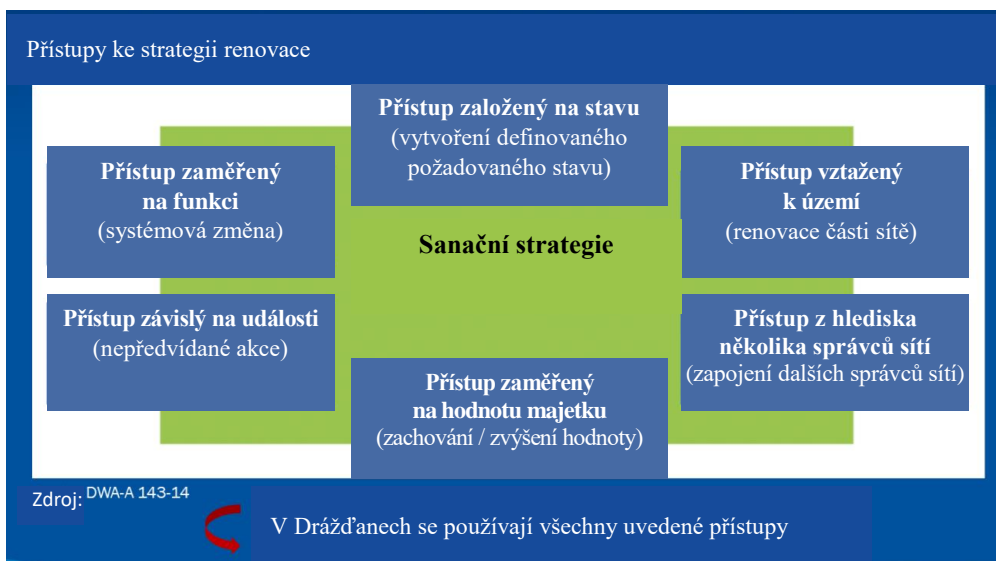 Přístupy ke strategii renovace
Přístup založený na stavu
(vytvoření definovaného
požadovaného stavu)
Přístup zaměřený
na funkci
(systémová změna)
Přístup vztažený
k území
(renovace části sítě)
Sanační strategie
Přístup závislý na události
(nepředvídané akce)
Přístup z hlediska
několika správců sítí
(zapojení dalších správců sítí)
Přístup zaměřený
na hodnotu majetku
(zachování / zvýšení hodnoty)
Zdroj: DWA-A 143-14
V Drážďanech se používají všechny uvedené přístupy